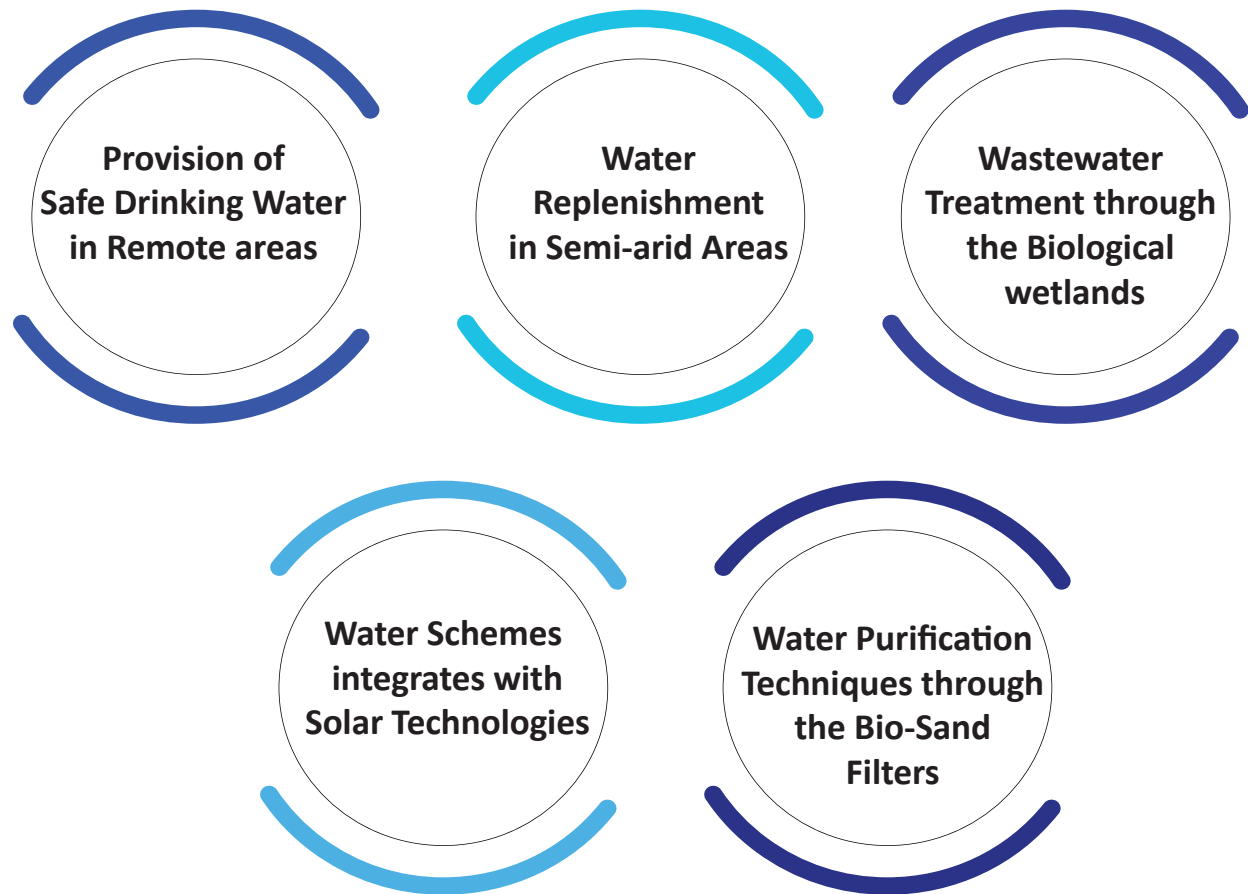 Provision of
Safe Drinking Water
in Remote areas
Water
Replenishment
in Semi-arid Areas
Wastewater
Treatment through
the Biological
wetlands
Water Schemes
integrates with
Solar Technologies
Water Purification
Techniques through
the Bio-Sand
Filters